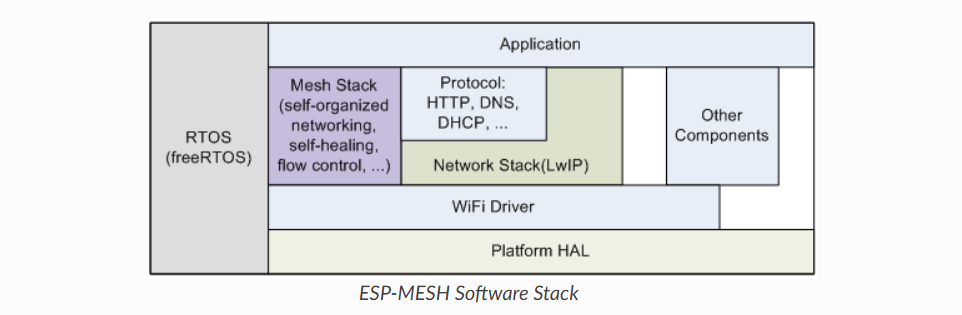 Application
RTOS
(freeRTOS)
Mesh Stack
(self-organized
networking,
self-healing,
flow control, ...)
Protocol:
HTTP, DNS,
DHCP, ...
Network Stack(LwIP)
Other
Components
WiFi Driver
Platform HAL
ESP-MESH Software Stack